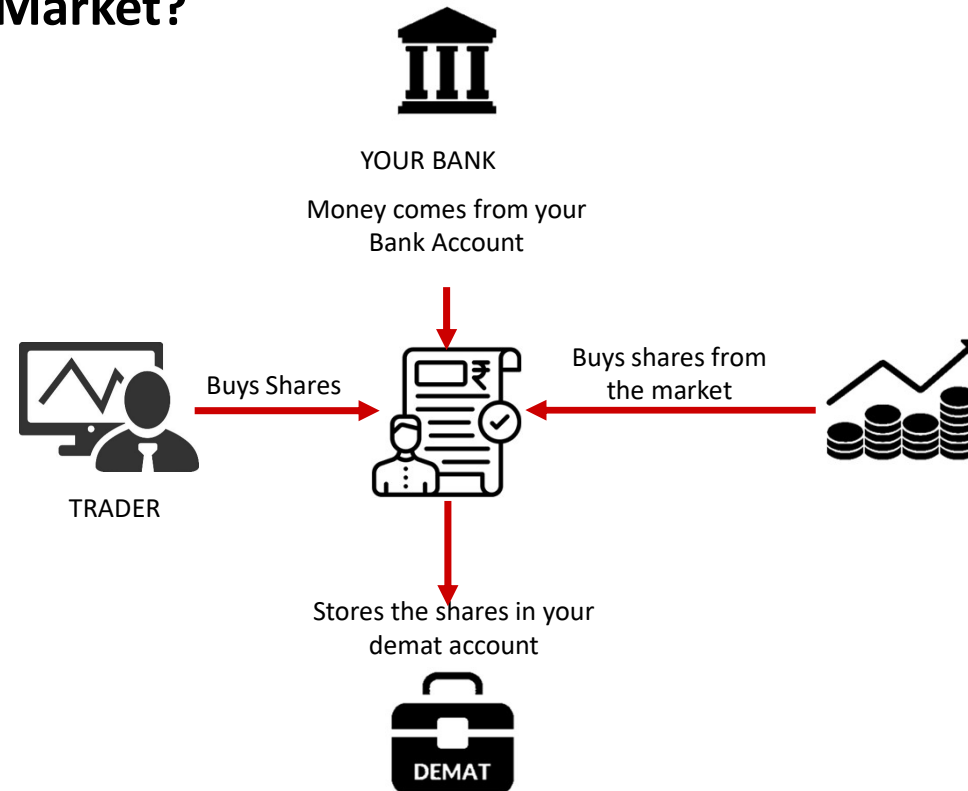 Market?
YOUR BANK
Money comes from your
Bank Account
Buys Shares
₹
Buys shares from
the market
TRADER
Stores the shares in your
demat account
DEMAT